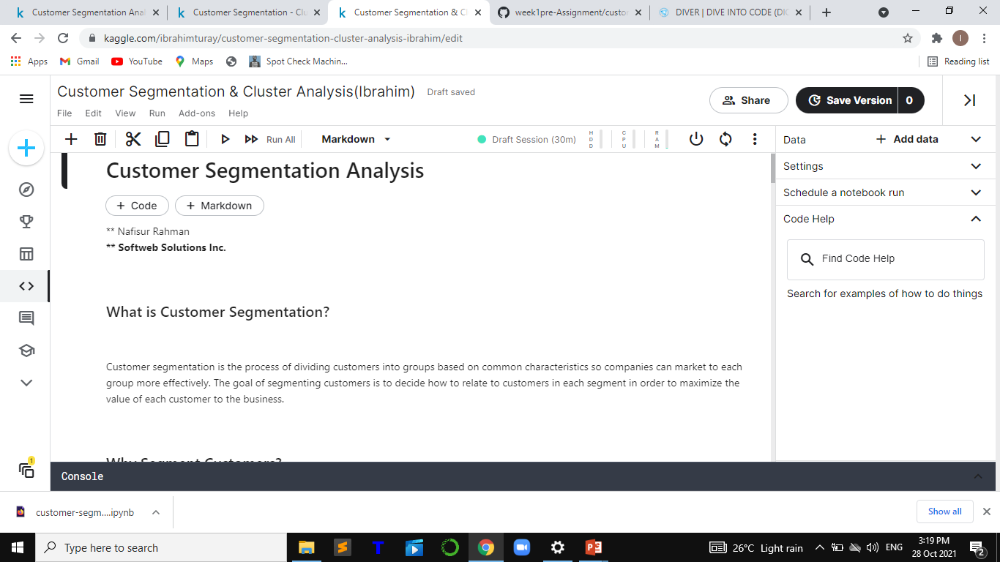 Customer Segmentation Anal
Customer Segmentation - Clu
Customer Segmentation & Cl
week1pre-Assignment/custo
DIVER | DIVE INTO CODE (DIC
kaggle.com/ibrahimturay/customer-segmentation-cluster-analysis-ibrahim/edit
I
Apps
Gmail
YouTube
Maps
Spot Check Machin...
Reading list
Customer Segmentation & Cluster Analysis(Ibrahim)
Draft saved
Share
Save Version
0
File Edit View Run Add-ons Help
Run All
Markdown
Draft Session (30m)
HDD
CPU
RAM
Data
+ Add data
Settings
Schedule a notebook run
Code Help
Find Code Help
Search for examples of how to do things
Customer Segmentation Analysis
+ Code
+ Markdown
** Nafisur Rahman
** Softweb Solutions Inc.
What is Customer Segmentation?
Customer segmentation is the process of dividing customers into groups based on common characteristics so companies can market to each
group more effectively. The goal of segmenting customers is to decide how to relate to customers in each segment in order to maximize the
value of each customer to the business.
Why Segment Customers?
1
Console
customer-segm....ipynb
Show all
Type here to search
26°C Light rain
ENG
3:19 PM
28 Oct 2021
2